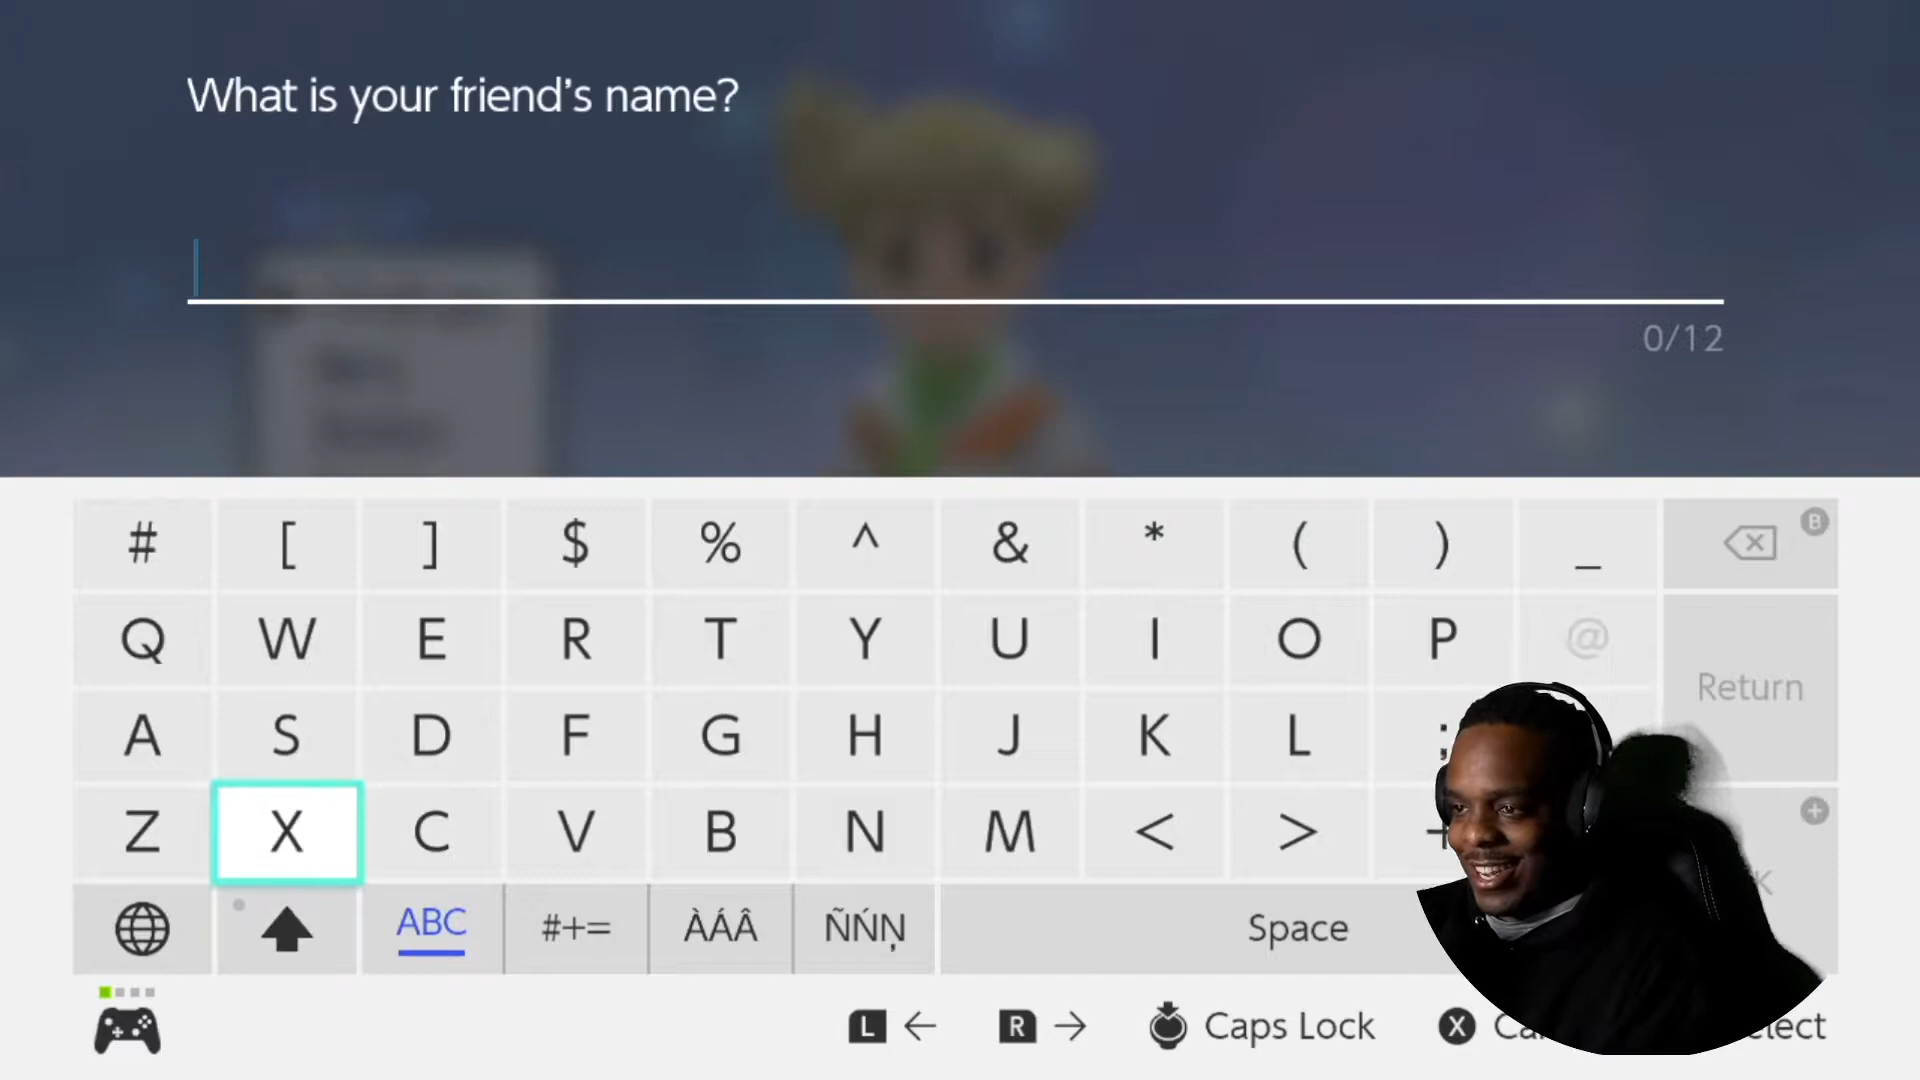 What is your friend's name?
0/12
# [ ] $ % ^ & * ( ) _ B
Q W E R T Y U I O P @
Return
A S D F G H J K L ;
Z X C V B N M < > +
ABC #+= ÀÁÂ ÑŃŅ Space
L ← R → Caps Lock X